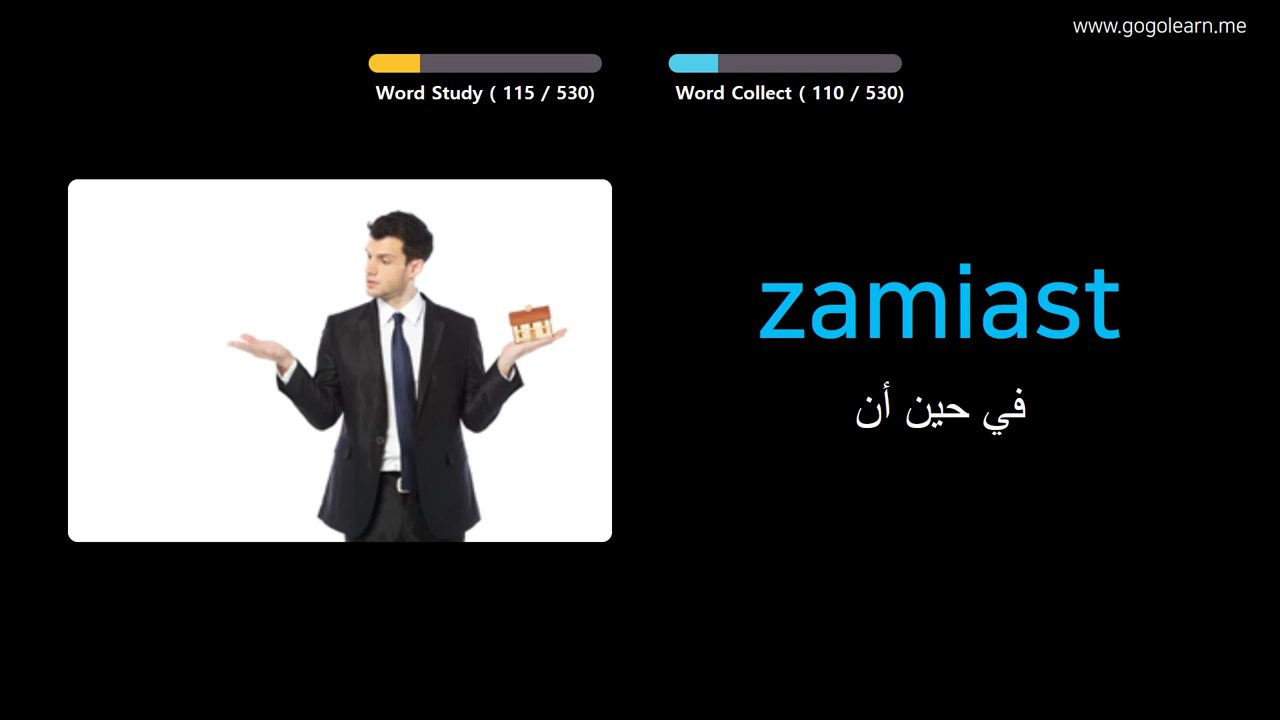 www.gogolearn.me
Word Study ( 115 / 530)
Word Collect ( 110 / 530)
zamiast
في حين أن